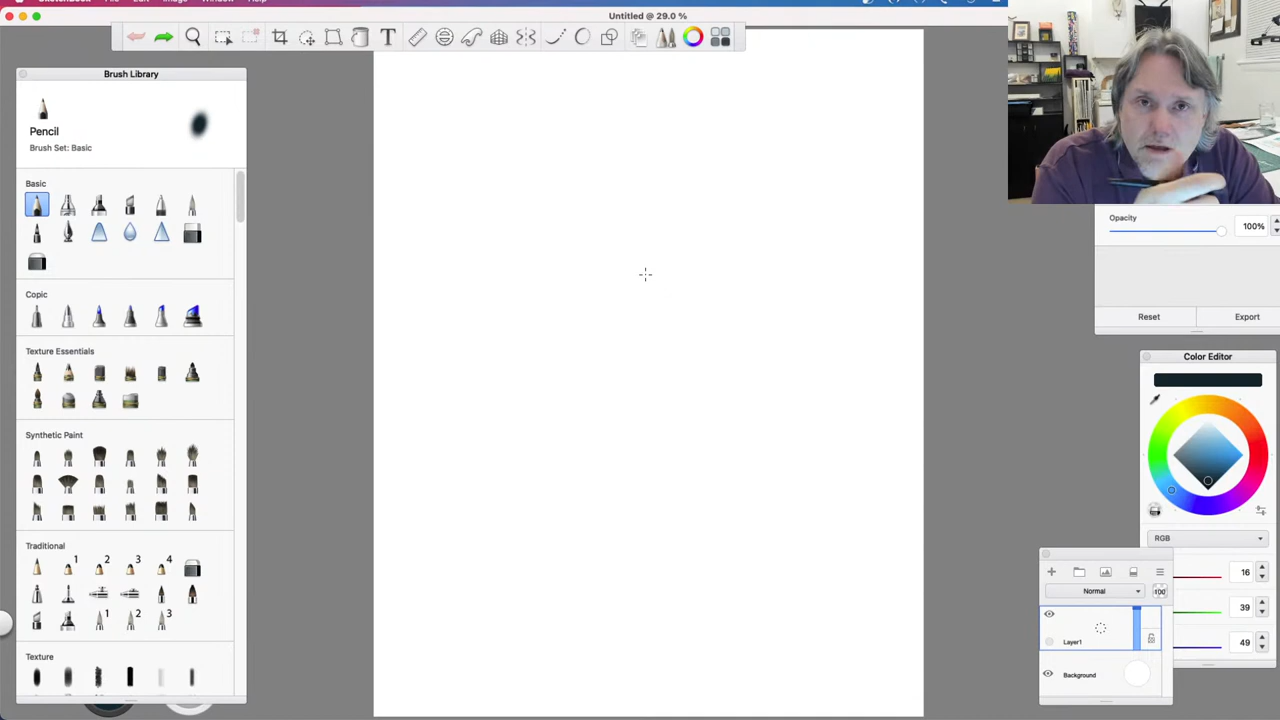 Untitled @ 29.0 %
T
Brush Library
Pencil
Brush Set: Basic
Basic
Copic
Texture Essentials
Synthetic Paint
Traditional
1
2
3
4
1
2
3
Texture
Opacity
100%
Reset
Export
Color Editor
RGB
16
39
49
Normal
100
Layer1
Background